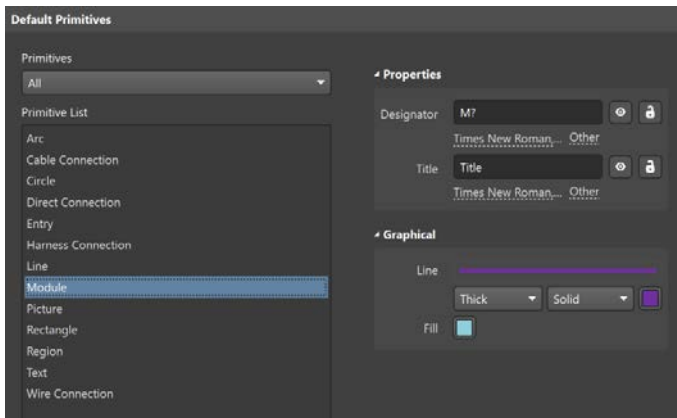 Default Primitives
Primitives
All
Primitive List
Arc
Cable Connection
Circle
Direct Connection
Entry
Harness Connection
Line
Module
Picture
Rectangle
Region
Text
Wire Connection
Properties
Designator M?
Times New Roman,... Other
Title Title
Times New Roman,... Other
Graphical
Line
Thick Solid
Fill